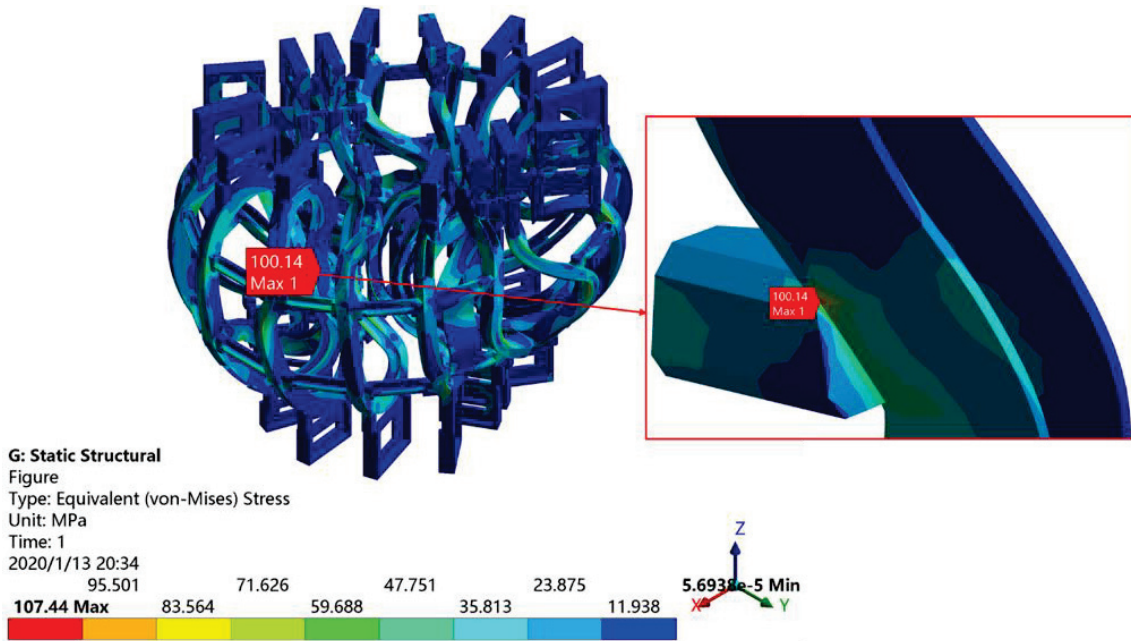 100.14
Max 1
100.14
Max 1
G: Static Structural
Figure
Type: Equivalent (von-Mises) Stress
Unit: MPa
Time: 1
2020/1/13 20:34
95.501 71.626 47.751 23.875 5.6938e-5 Min
107.44 Max 83.564 59.688 35.813 11.938
Z
X
Y